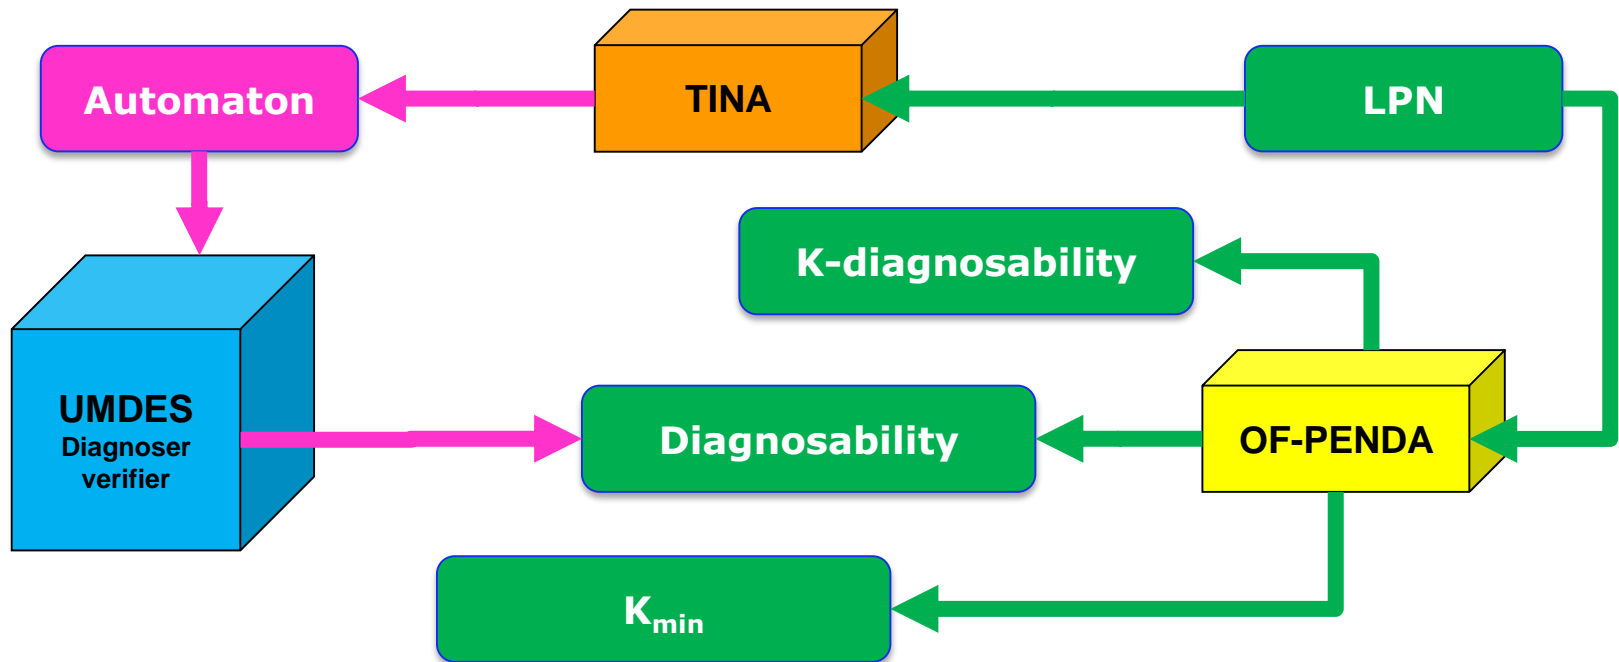 Automaton
TINA
LPN
K-diagnosability
UMDES
Diagnoser
verifier
Diagnosability
OF-PENDA
Kmin